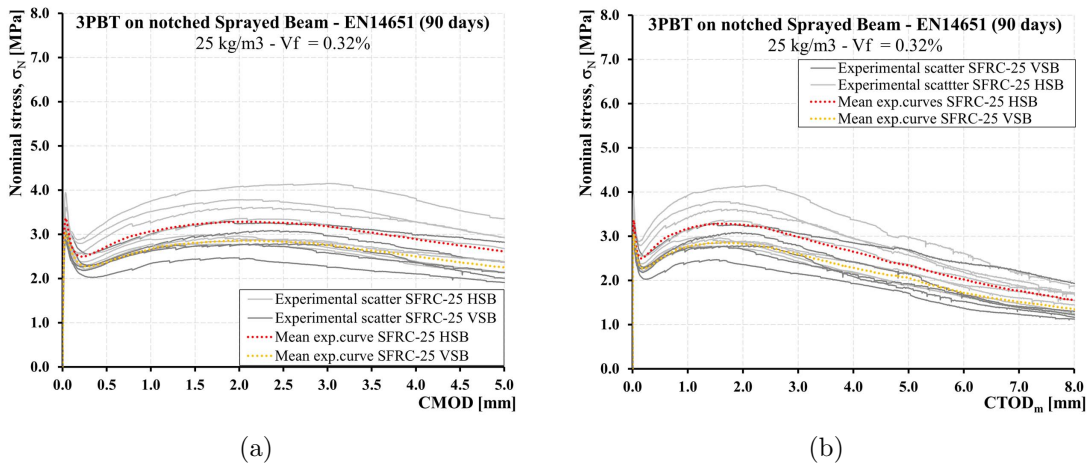 3PBT on notched Sprayed Beam - EN14651 (90 days)
25 kg/m3 - Vf = 0.32%
Nominal stress, σN [MPa]
8.0
7.0
6.0
5.0
4.0
3.0
2.0
1.0
0.0
Experimental scatter SFRC-25 HSB
Experimental scatter SFRC-25 VSB
Mean exp.curve SFRC-25 HSB
Mean exp.curve SFRC-25 VSB
0.0 0.5 1.0 1.5 2.0 2.5 3.0 3.5 4.0 4.5 5.0
CMOD [mm]
(a)
3PBT on notched Sprayed Beam - EN14651 (90 days)
25 kg/m3 - Vf = 0.32%
Nominal stress, σN [MPa]
8.0
7.0
6.0
5.0
4.0
3.0
2.0
1.0
0.0
Experimental scatter SFRC-25 VSB
Experimental scattter SFRC-25 HSB
Mean exp.curves SFRC-25 HSB
Mean exp.curve SFRC-25 VSB
0.0 1.0 2.0 3.0 4.0 5.0 6.0 7.0 8.0
CTODm [mm]
(b)